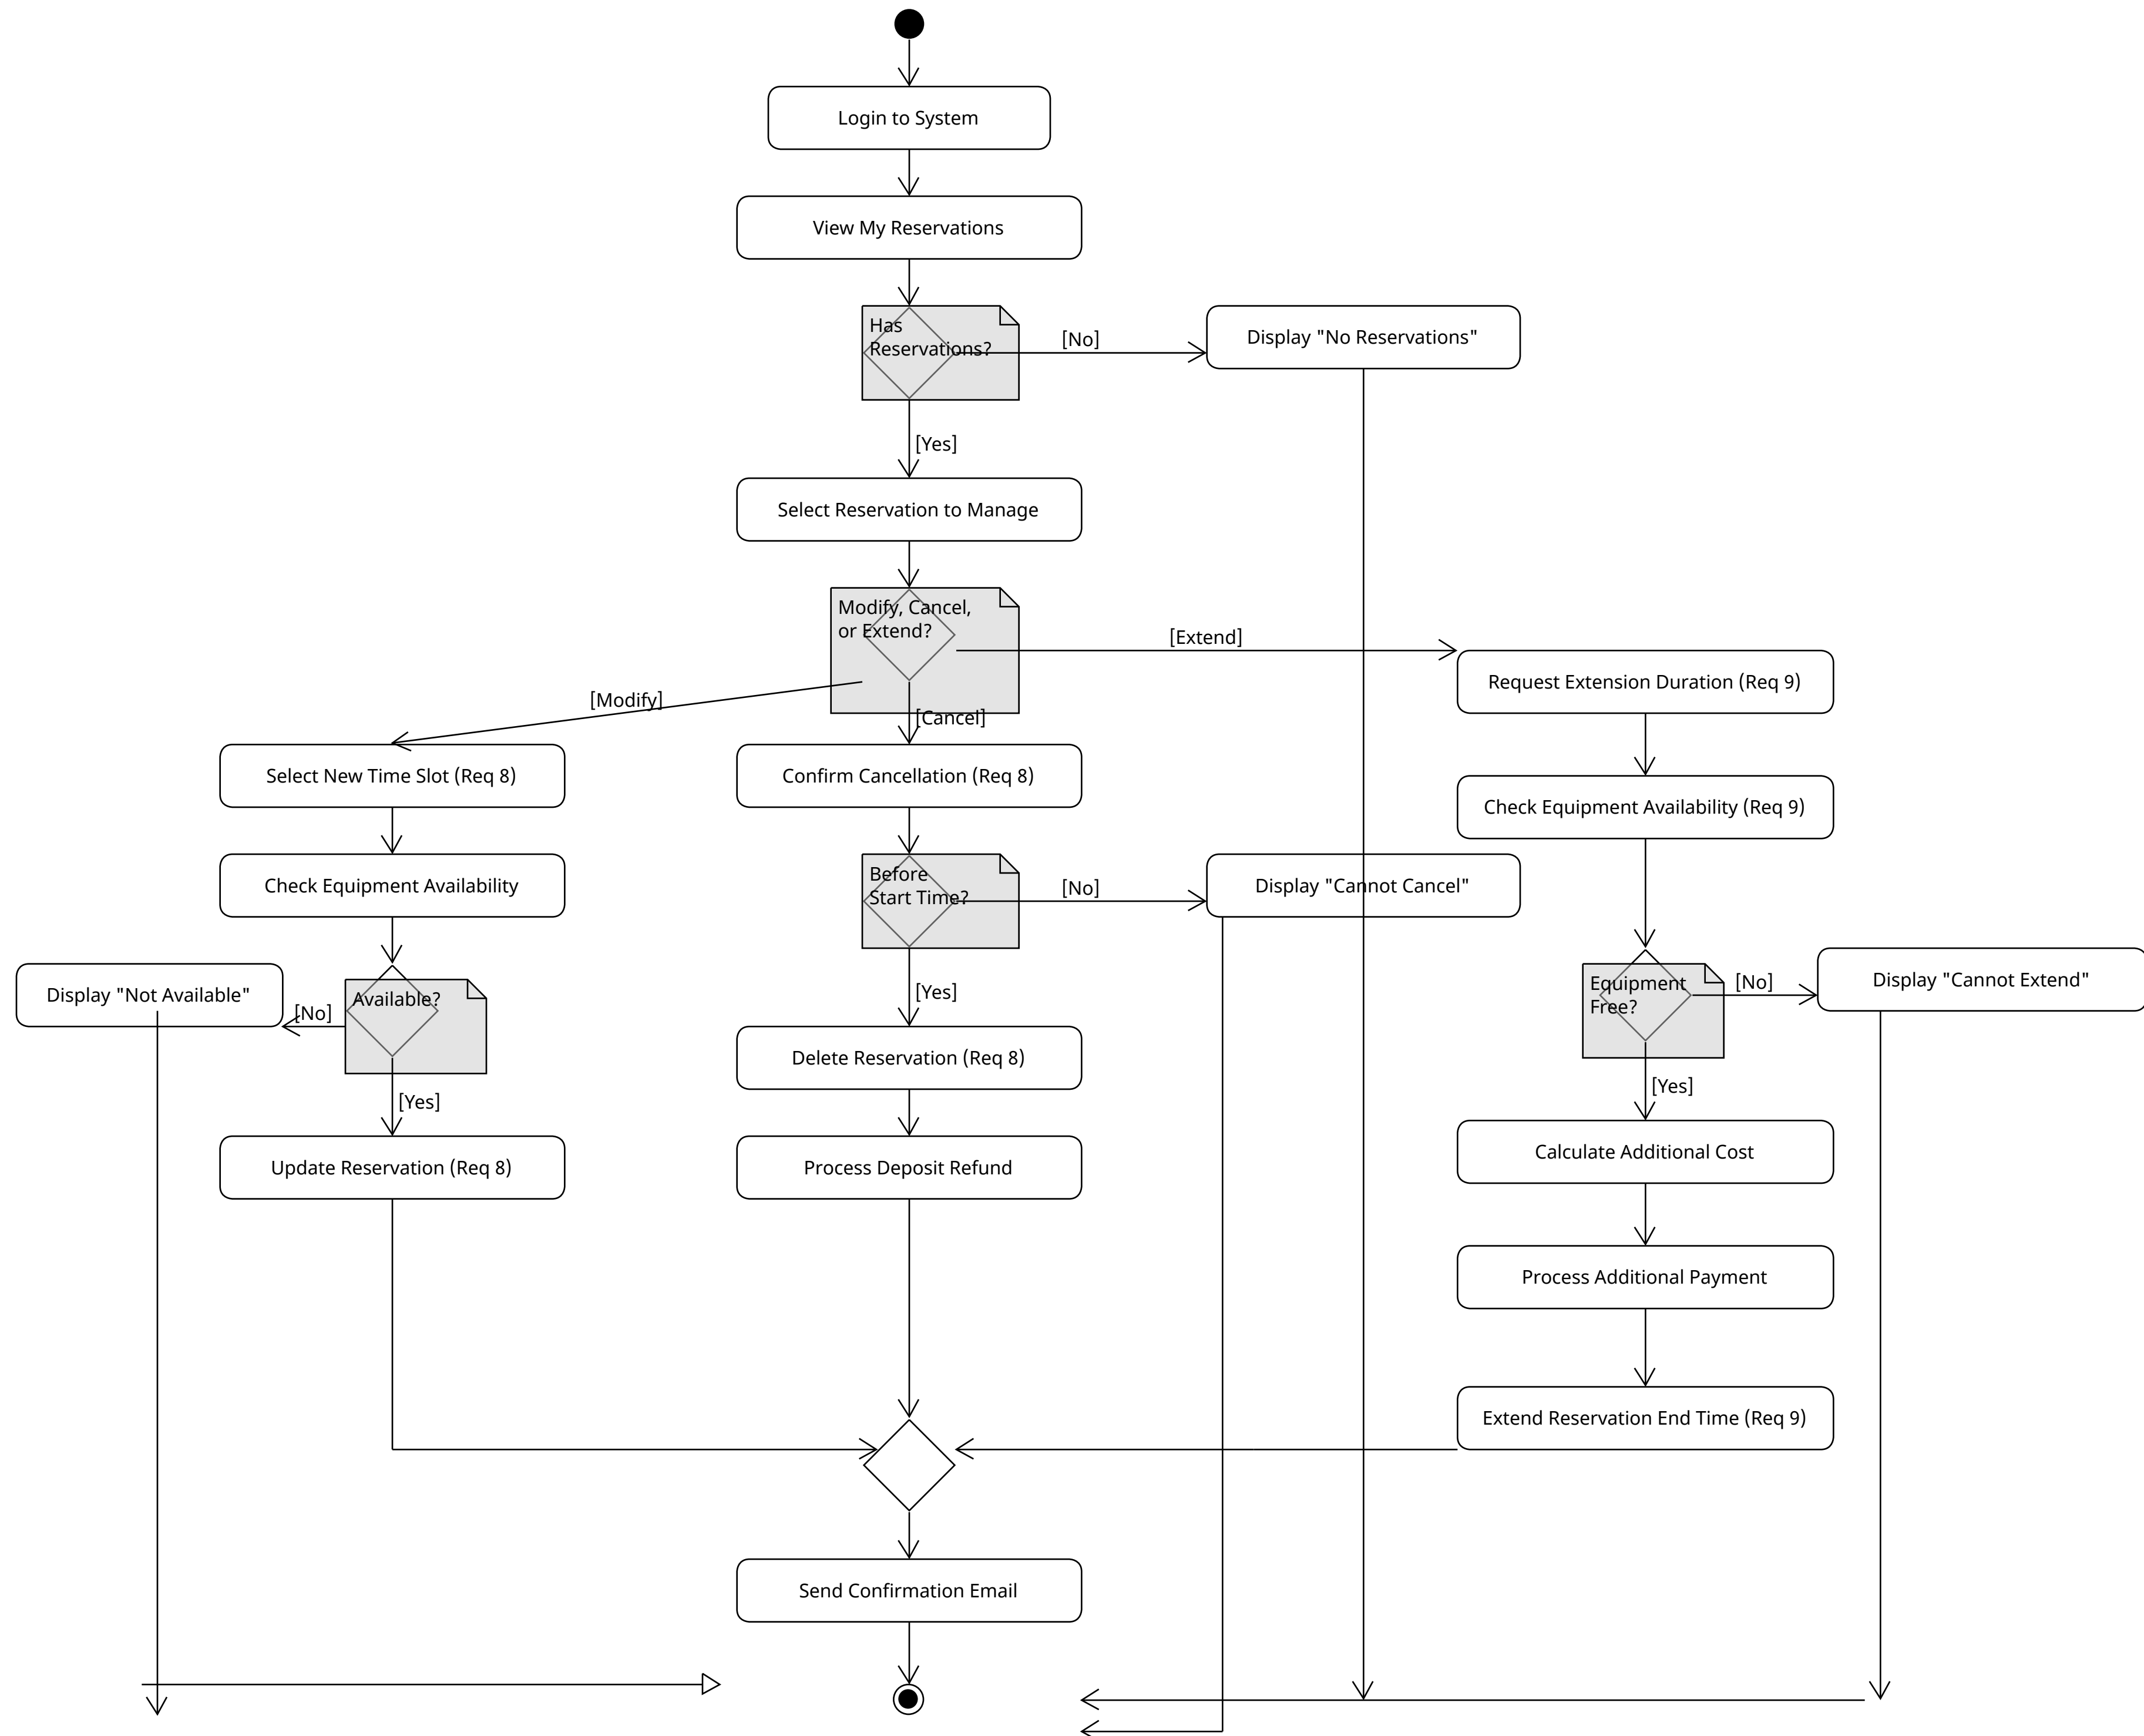 Login to System
View My Reservations
Has
Reservations?
[No]
Display "No Reservations"
[Yes]
Select Reservation to Manage
Modify, Cancel,
or Extend?
[Extend]
Request Extension Duration (Req 9)
[Modify]
[Cancel]
Select New Time Slot (Req 8)
Confirm Cancellation (Req 8)
Check Equipment Availability (Req 9)
Check Equipment Availability
Before
Start Time?
[No]
Display "Cannot Cancel"
Display "Not Available"
[No]
Available?
[Yes]
Equipment
Free?
[No]
Display "Cannot Extend"
Delete Reservation (Req 8)
[Yes]
[Yes]
Update Reservation (Req 8)
Process Deposit Refund
Calculate Additional Cost
Process Additional Payment
Extend Reservation End Time (Req 9)
Send Confirmation Email